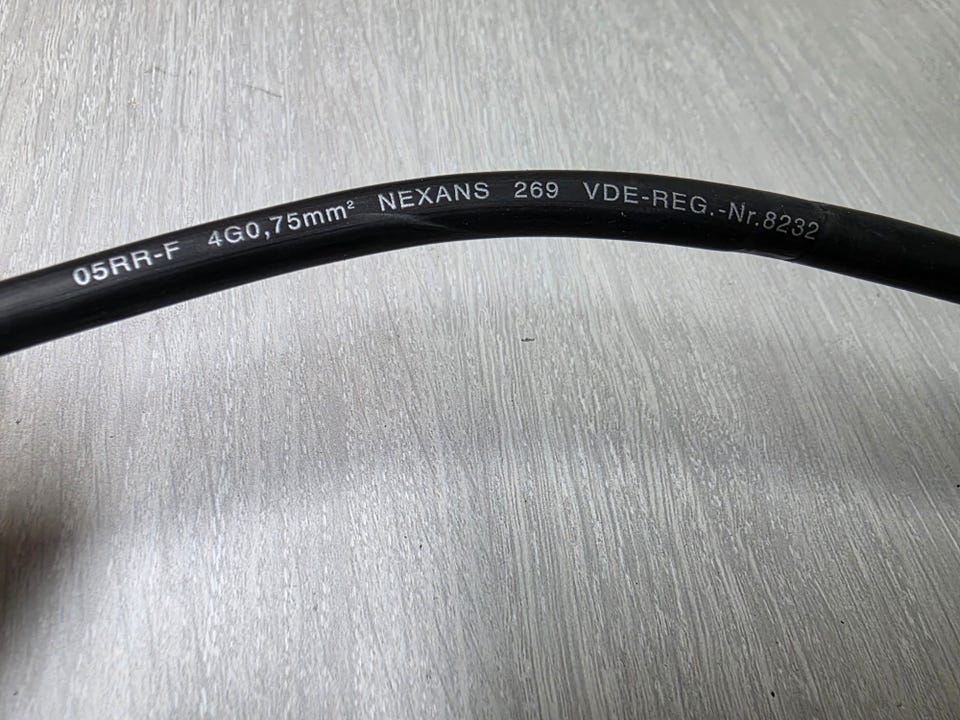 05RR-F 4G0,75mm² NEXANS 269 VDE-REG.-Nr.8232